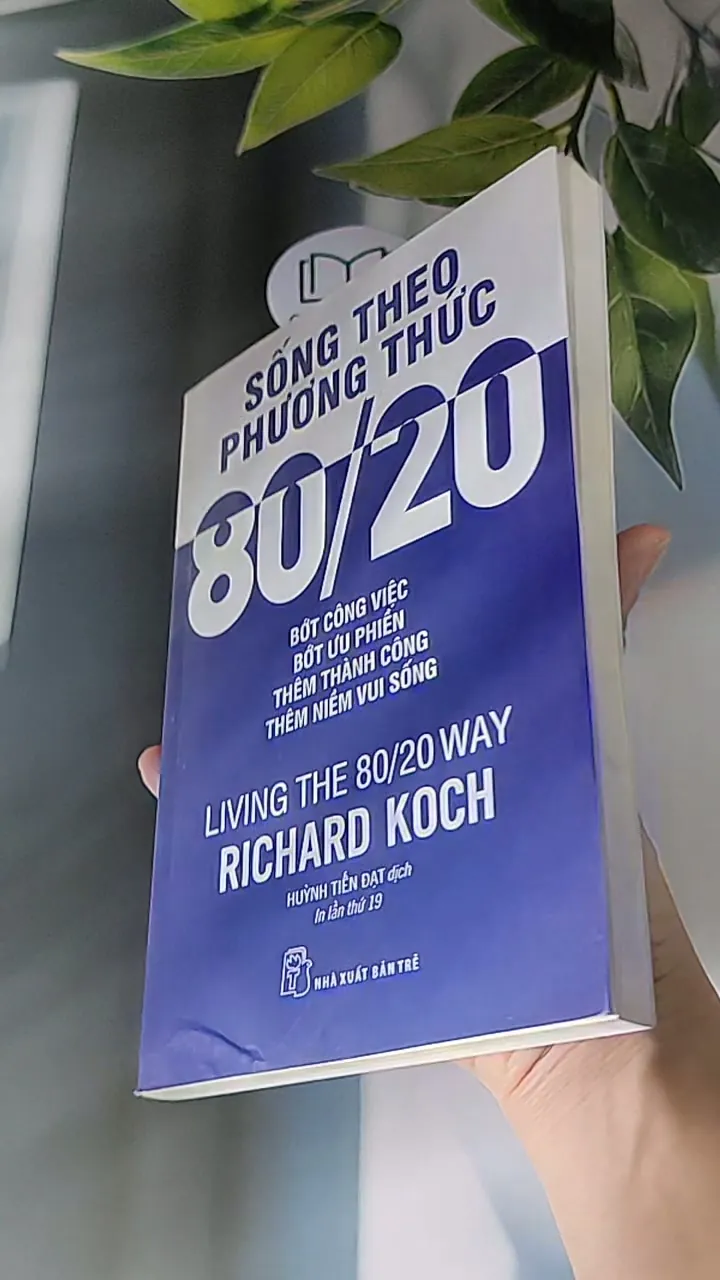 SỐNG THEO
PHƯƠNG THỨC
80/20
BỚT CÔNG VIỆC
BỚT ƯU PHIỀN
THÊM THÀNH CÔNG
THÊM NIỀM VUI SỐNG
LIVING THE 80/20 WAY
RICHARD KOCH
HUỲNH TIẾN ĐẠT dịch
In lần thứ 19
NHÀ XUẤT BẢN TRẺ